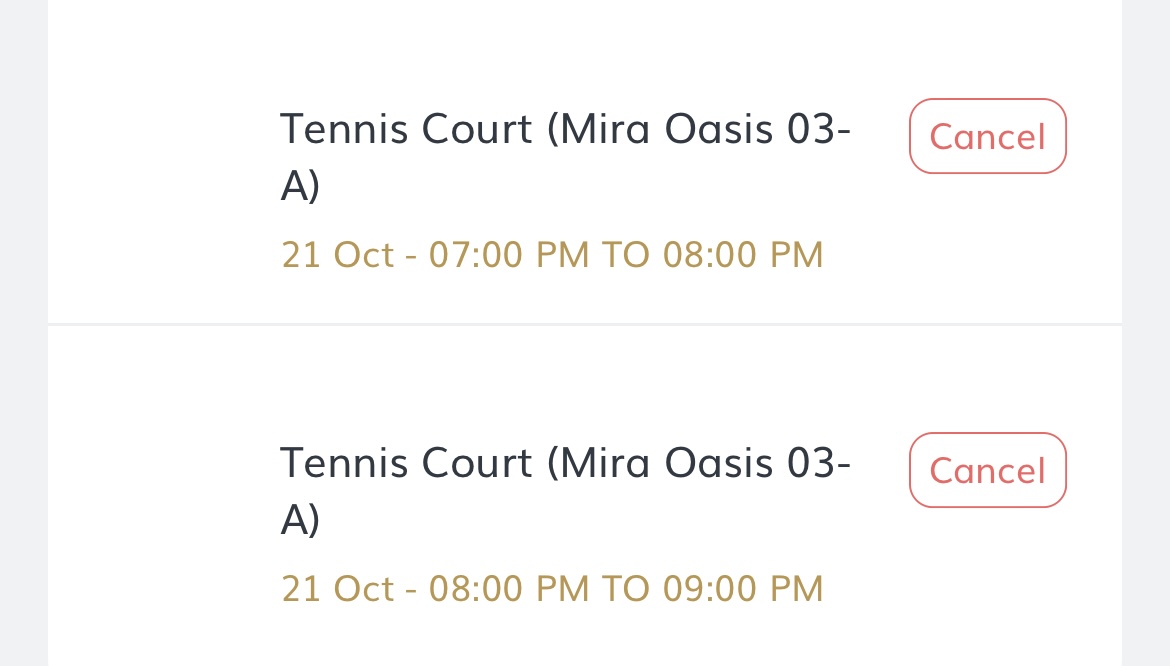 Tennis Court (Mira Oasis 03-
A)
Cancel
21 Oct - 07:00 PM TO 08:00 PM
Tennis Court (Mira Oasis 03-
A)
Cancel
21 Oct - 08:00 PM TO 09:00 PM